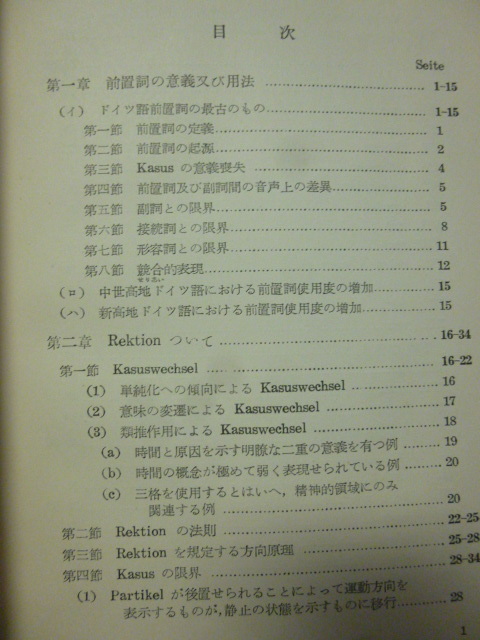 目 次
Seite
第一章 前置詞の意義及び用法 1-15
(イ) ドイツ語前置詞の最古のもの 1-15
第一節 前置詞の定義 1
第二節 前置詞の起源 2
第三節 Kasus の意義喪失 4
第四節 前置詞及び副詞間の音声上の差異 5
第五節 副詞との限界 5
第六節 接続詞との限界 8
第七節 形容詞との限界 11
第八節 競合的表現 12
せりあい
(ロ) 中世高地ドイツ語における前置詞使用度の増加 15
(ハ) 新高地ドイツ語における前置詞使用度の増加 15
第二章 Rektion ついて 16-34
第一節 Kasuswechsel 16-22
(1) 単純化への傾向による Kasuswechsel 16
(2) 意味の変遷による Kasuswechsel 17
(3) 類推作用による Kasuswechsel 18
(a) 時間と原因を示す明瞭な二重の意義を有つ例 19
(b) 時間の概念が極めて弱く表現せられている例 20
(c) 三格を使用するとはいへ，精神的領域にのみ
関連する例 20
第二節 Rektion の法則 22-25
第三節 Rektion を規定する方向原理 25-28
第四節 Kasus の限界 28-34
(1) Partikel が後置せられることによって運動方向を
表示するものが，静止の状態を示すものに移行 28
1